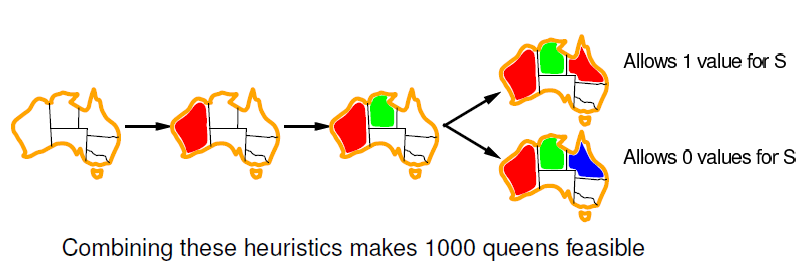 Allows 1 value for S
Allows 0 values for S
Combining these heuristics makes 1000 queens feasible